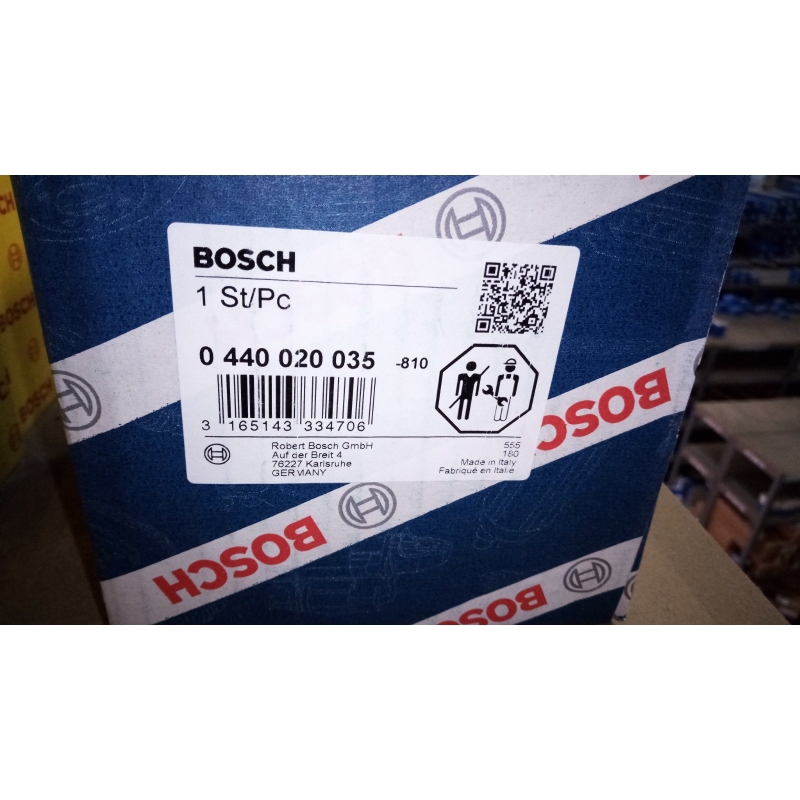 BOSCH
1 St/Pc
0 440 020 035 -810
3 165143 334706
Robert Bosch GmbH
Auf der Breit 4
76227 Karlsruhe
GERMANY
555
180
Made in Italy
Fabriqué en Italie
BOSCH
BOSCH
BOSCH
BOSCH